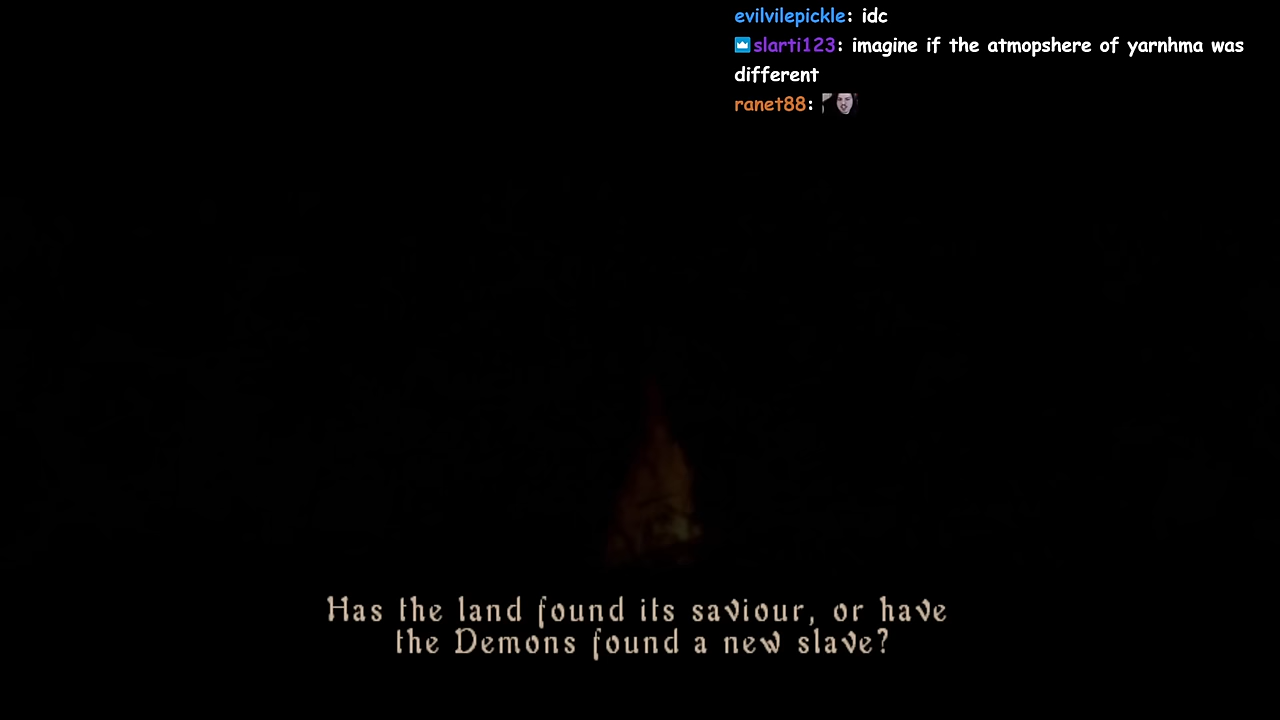 evilvilepickle: idc
slarti123: imagine if the atmopshere of yarnhma was
different
ranet88:
Has the land found its saviour, or have
the Demons found a new slave?